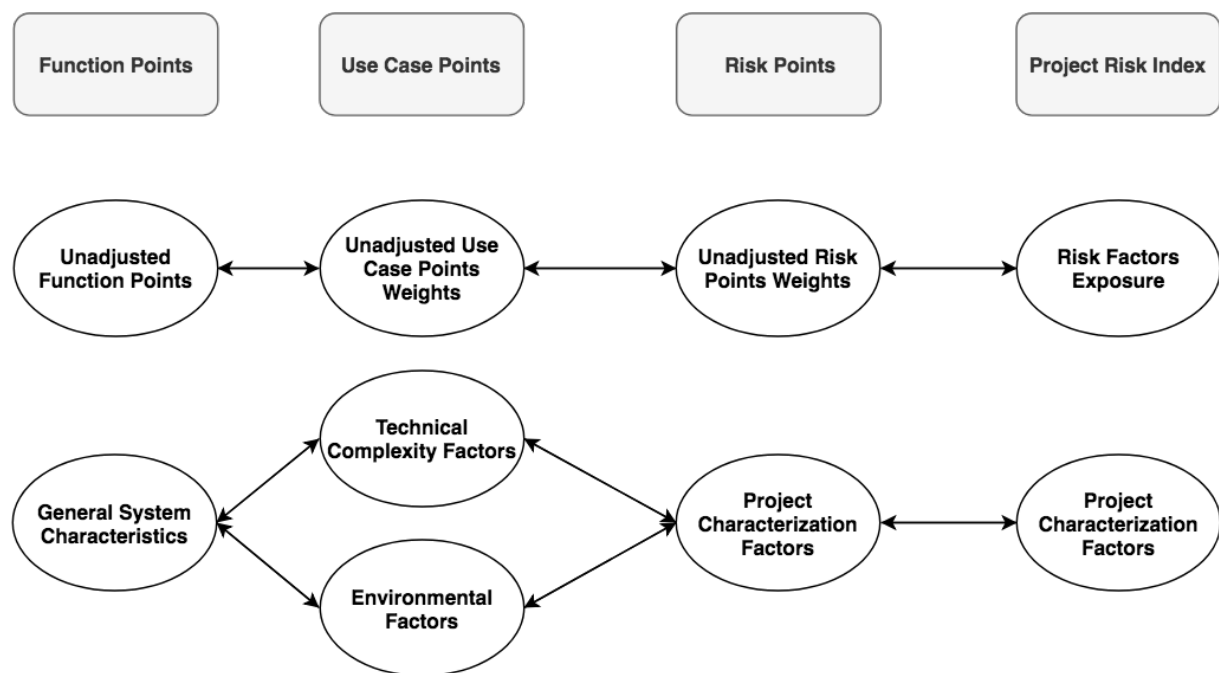 Function Points
Use Case Points
Risk Points
Project Risk Index
Unadjusted
Function Points
Unadjusted Use
Case Points
Weights
Unadjusted Risk
Points Weights
Risk Factors
Exposure
Technical
Complexity Factors
General System
Characteristics
Project
Characterization
Factors
Project
Characterization
Factors
Environmental
Factors